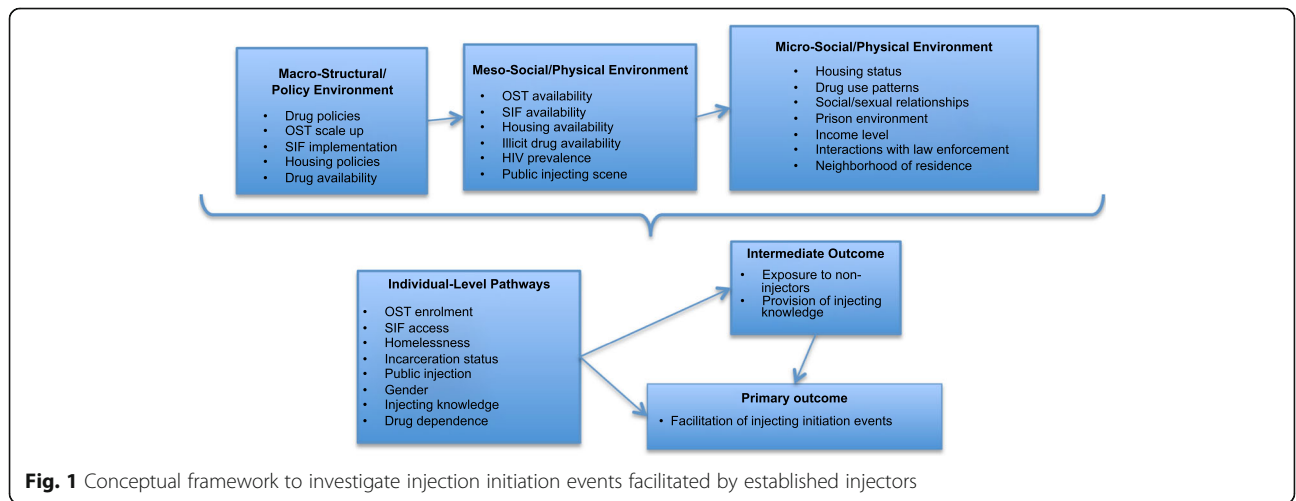 Macro-Structural/
Policy Environment
• Drug policies
• OST scale up
• SIF implementation
• Housing policies
• Drug availability
Meso-Social/Physical Environment
• OST availability
• SIF availability
• Housing availability
• Illicit drug availability
• HIV prevalence
• Public injecting scene
Micro-Social/Physical Environment
• Housing status
• Drug use patterns
• Social/sexual relationships
• Prison environment
• Income level
• Interactions with law enforcement
• Neighborhood of residence
Individual-Level Pathways
• OST enrolment
• SIF access
• Homelessness
• Incarceration status
• Public injection
• Gender
• Injecting knowledge
• Drug dependence
Intermediate Outcome
• Exposure to non-
injectors
• Provision of injecting
knowledge
Primary outcome
• Facilitation of injecting initiation events
Fig. 1 Conceptual framework to investigate injection initiation events facilitated by established injectors